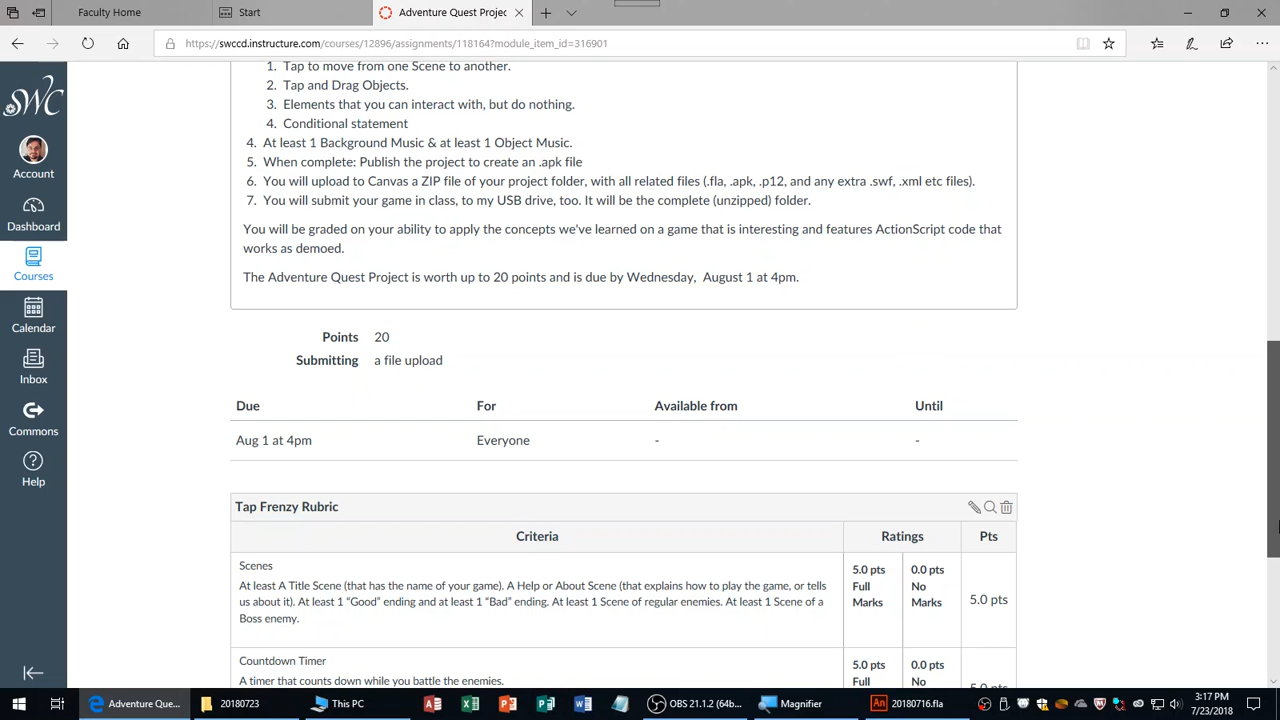 Faculty Home
Start
Adventure Quest Projec
https://swccd.instructure.com/courses/12896/assignments/118164?module_item_id=316901
SWC
Account
Dashboard
Courses
Calendar
Inbox
Commons
Help
1. Tap to move from one Scene to another.
2. Tap and Drag Objects.
3. Elements that you can interact with, but do nothing.
4. Conditional statement
4. At least 1 Background Music & at least 1 Object Music.
5. When complete: Publish the project to create an .apk file
6. You will upload to Canvas a ZIP file of your project folder, with all related files (.fla, .apk, .p12, and any extra .swf, .xml etc files).
7. You will submit your game in class, to my USB drive, too. It will be the complete (unzipped) folder.
You will be graded on your ability to apply the concepts we've learned on a game that is interesting and features ActionScript code that
works as demoed.
The Adventure Quest Project is worth up to 20 points and is due by Wednesday, August 1 at 4pm.
Points 20
Submitting a file upload
Due For Available from Until
Aug 1 at 4pm Everyone - -
Tap Frenzy Rubric
Criteria Ratings Pts
Scenes
At least A Title Scene (that has the name of your game). A Help or About Scene (that explains how to play the game, or tells
us about it). At least 1 “Good” ending and at least 1 “Bad” ending. At least 1 Scene of regular enemies. At least 1 Scene of a
Boss enemy.
5.0 pts
Full
Marks
0.0 pts
No
Marks
5.0 pts
Countdown Timer
A timer that counts down while you battle the enemies.
5.0 pts
Full
0.0 pts
No
5.0 pts
Adventure Que...
20180723
This PC
OBS 21.1.2 (64b...
Magnifier
An
20180716.fla
3:17 PM
7/23/2018